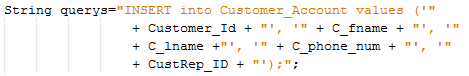 String querys="INSERT into Customer_Account values ('"
+ Customer_Id + "', '" + C_fname + "', '"
+ C_lname +"', '" + C_phone_num + "', '"
+ CustRep_ID + "');";